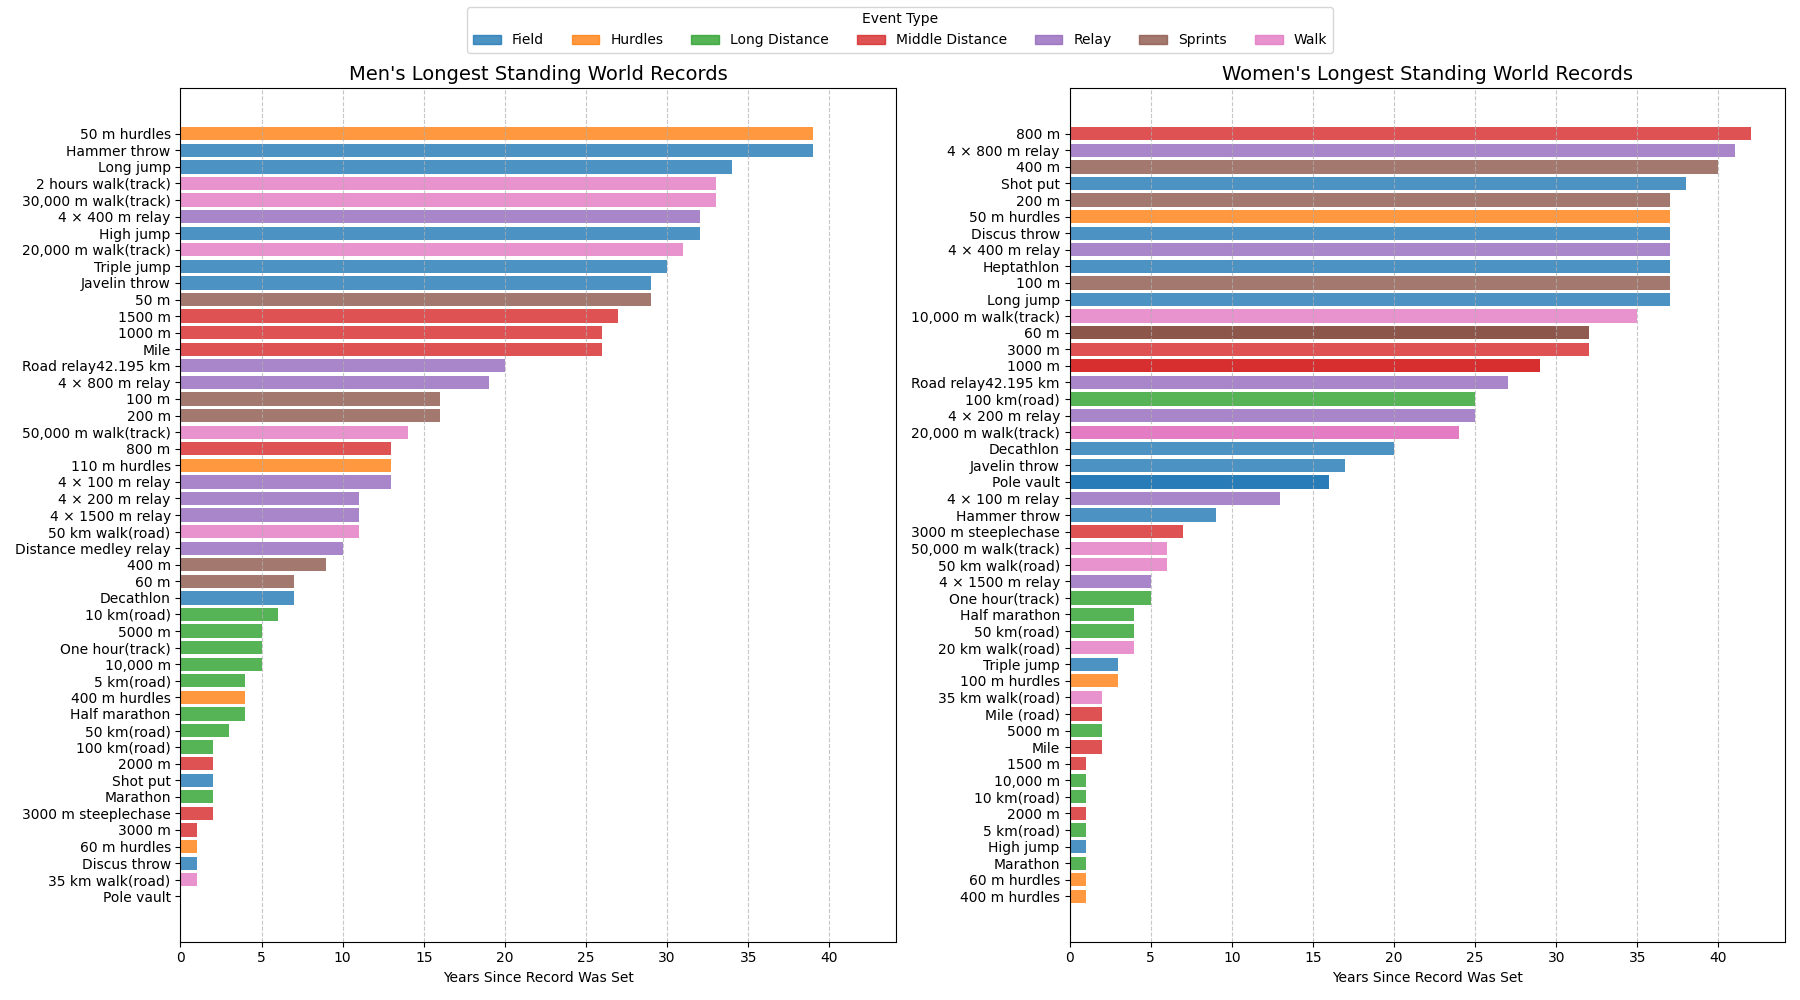 Event Type
Field Hurdles Long Distance Middle Distance Relay Sprints Walk
Men's Longest Standing World Records
50 m hurdles
Hammer throw
Long jump
2 hours walk(track)
30,000 m walk(track)
4 × 400 m relay
High jump
20,000 m walk(track)
Triple jump
Javelin throw
50 m
1500 m
1000 m
Mile
Road relay42.195 km
4 × 800 m relay
100 m
200 m
50,000 m walk(track)
800 m
110 m hurdles
4 × 100 m relay
4 × 200 m relay
4 × 1500 m relay
50 km walk(road)
Distance medley relay
400 m
60 m
Decathlon
10 km(road)
5000 m
One hour(track)
10,000 m
5 km(road)
400 m hurdles
Half marathon
50 km(road)
100 km(road)
2000 m
Shot put
Marathon
3000 m steeplechase
3000 m
60 m hurdles
Discus throw
35 km walk(road)
Pole vault
0 5 10 15 20 25 30 35 40
Years Since Record Was Set
Women's Longest Standing World Records
800 m
4 × 800 m relay
400 m
Shot put
200 m
50 m hurdles
Discus throw
4 × 400 m relay
Heptathlon
100 m
Long jump
10,000 m walk(track)
60 m
3000 m
1000 m
Road relay42.195 km
100 km(road)
4 × 200 m relay
20,000 m walk(track)
Decathlon
Javelin throw
Pole vault
4 × 100 m relay
Hammer throw
3000 m steeplechase
50,000 m walk(track)
50 km walk(road)
4 × 1500 m relay
One hour(track)
Half marathon
50 km(road)
20 km walk(road)
Triple jump
100 m hurdles
35 km walk(road)
Mile (road)
5000 m
Mile
1500 m
10,000 m
10 km(road)
2000 m
5 km(road)
High jump
Marathon
60 m hurdles
400 m hurdles
0 5 10 15 20 25 30 35 40
Years Since Record Was Set